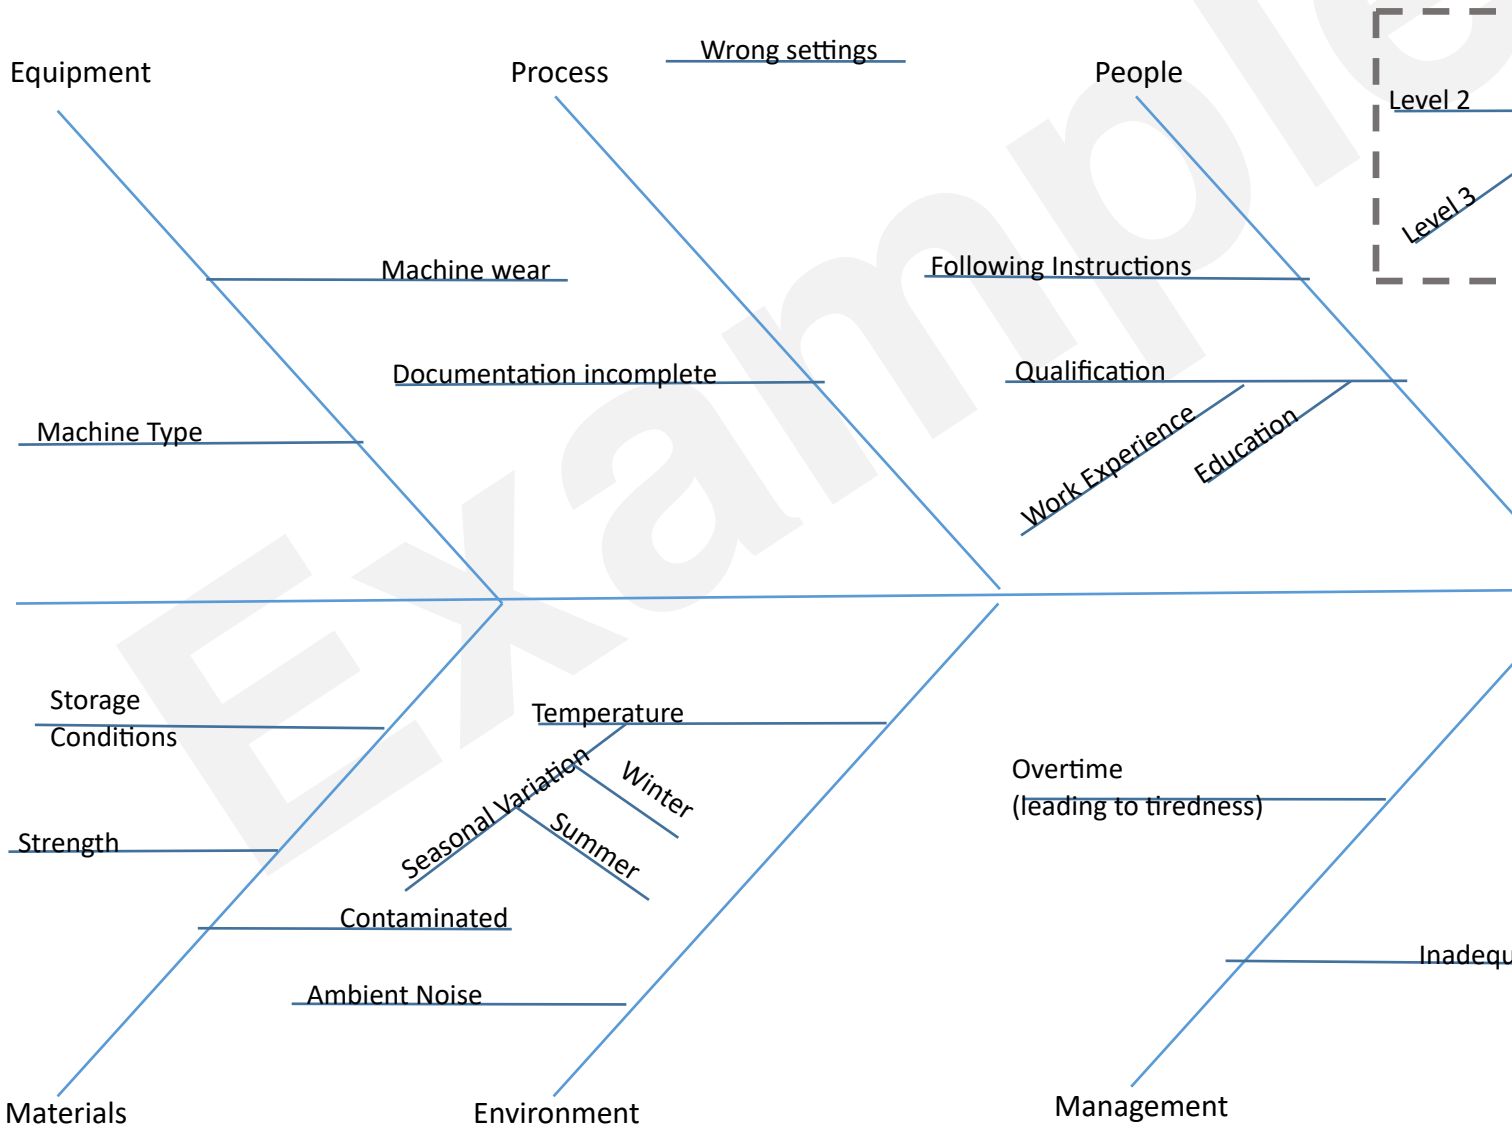 Wrong settings
Equipment
Process
People
Level 2
Level 3
Machine wear
Following Instructions
Documentation incomplete
Qualification
Machine Type
Work Experience
Education
Example
Storage
Conditions
Temperature
Seasonal Variation
Winter
Summer
Overtime
(leading to tiredness)
Strength
Contaminated
Inadequ
Ambient Noise
Materials
Environment
Management